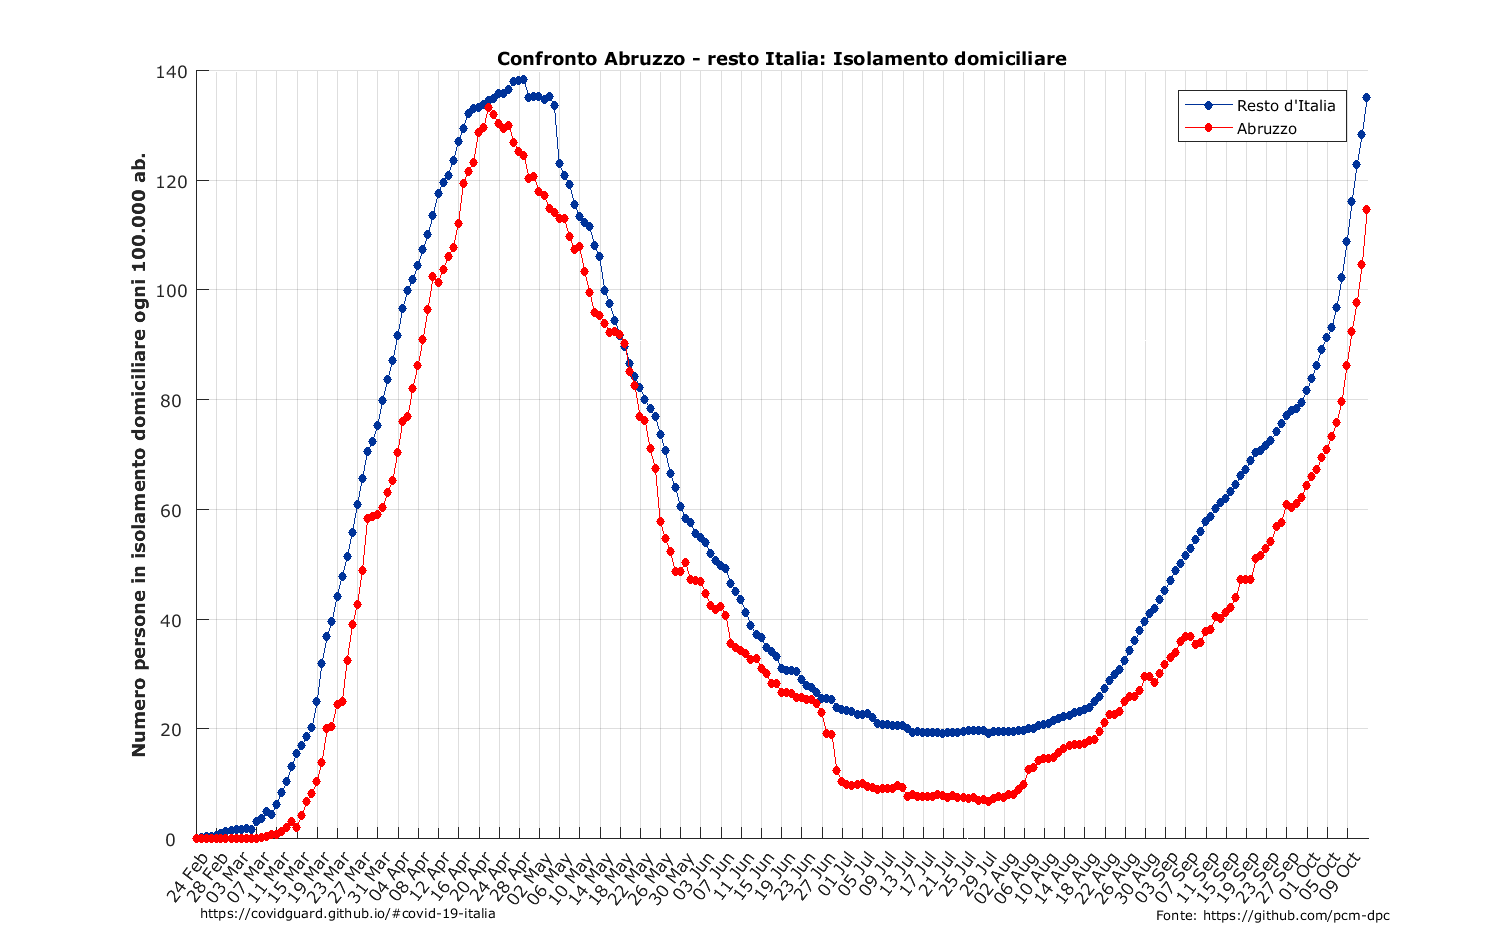 Confronto Abruzzo - resto Italia: Isolamento domiciliare
Numero persone in isolamento domiciliare ogni 100.000 ab.
140
120
100
80
60
40
20
0
Resto d'Italia
Abruzzo
24 Feb
28 Feb
03 Mar
07 Mar
11 Mar
15 Mar
19 Mar
23 Mar
27 Mar
31 Mar
04 Apr
08 Apr
12 Apr
16 Apr
20 Apr
24 Apr
28 Apr
02 May
06 May
10 May
14 May
18 May
22 May
26 May
30 May
03 Jun
07 Jun
11 Jun
15 Jun
19 Jun
23 Jun
27 Jun
01 Jul
05 Jul
09 Jul
13 Jul
17 Jul
21 Jul
25 Jul
29 Jul
02 Aug
06 Aug
10 Aug
14 Aug
18 Aug
22 Aug
26 Aug
30 Aug
03 Sep
07 Sep
11 Sep
15 Sep
19 Sep
23 Sep
27 Sep
01 Oct
05 Oct
09 Oct
https://covidguard.github.io/#covid-19-italia
Fonte: https://github.com/pcm-dpc